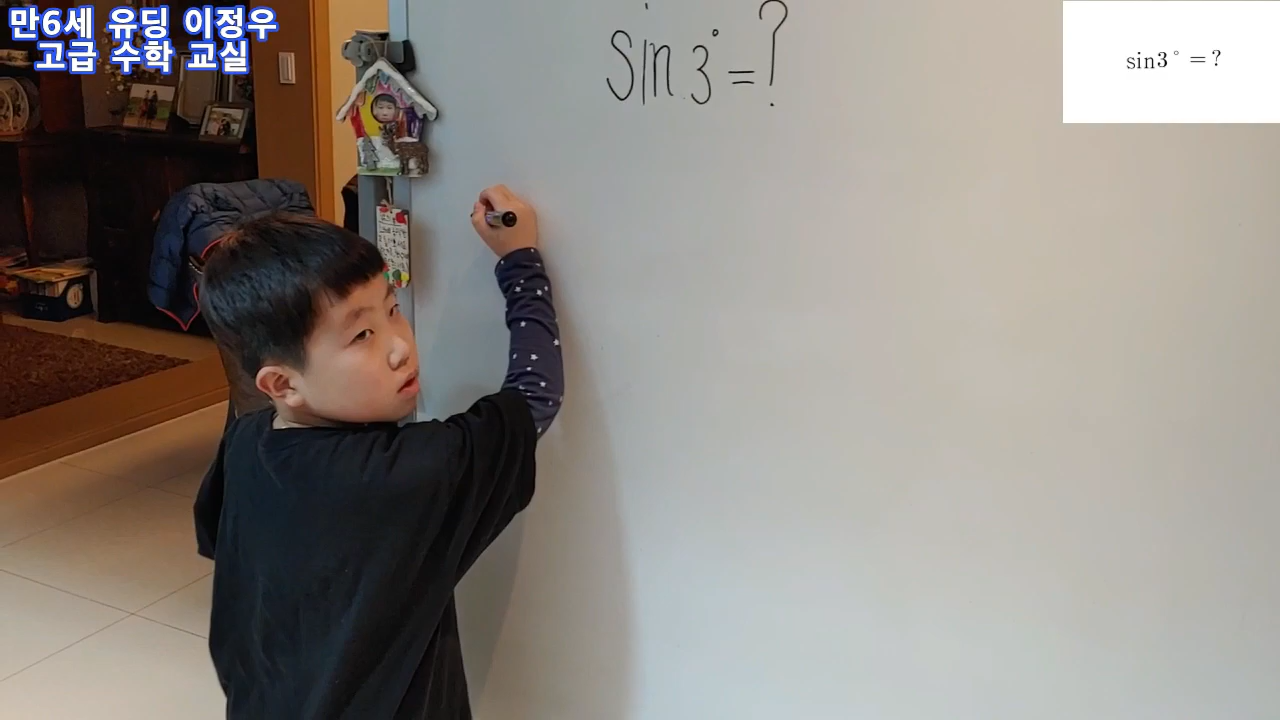 만6세 유딩 이정우
고급 수학 교실
sin 3° = ?
sin3° = ?